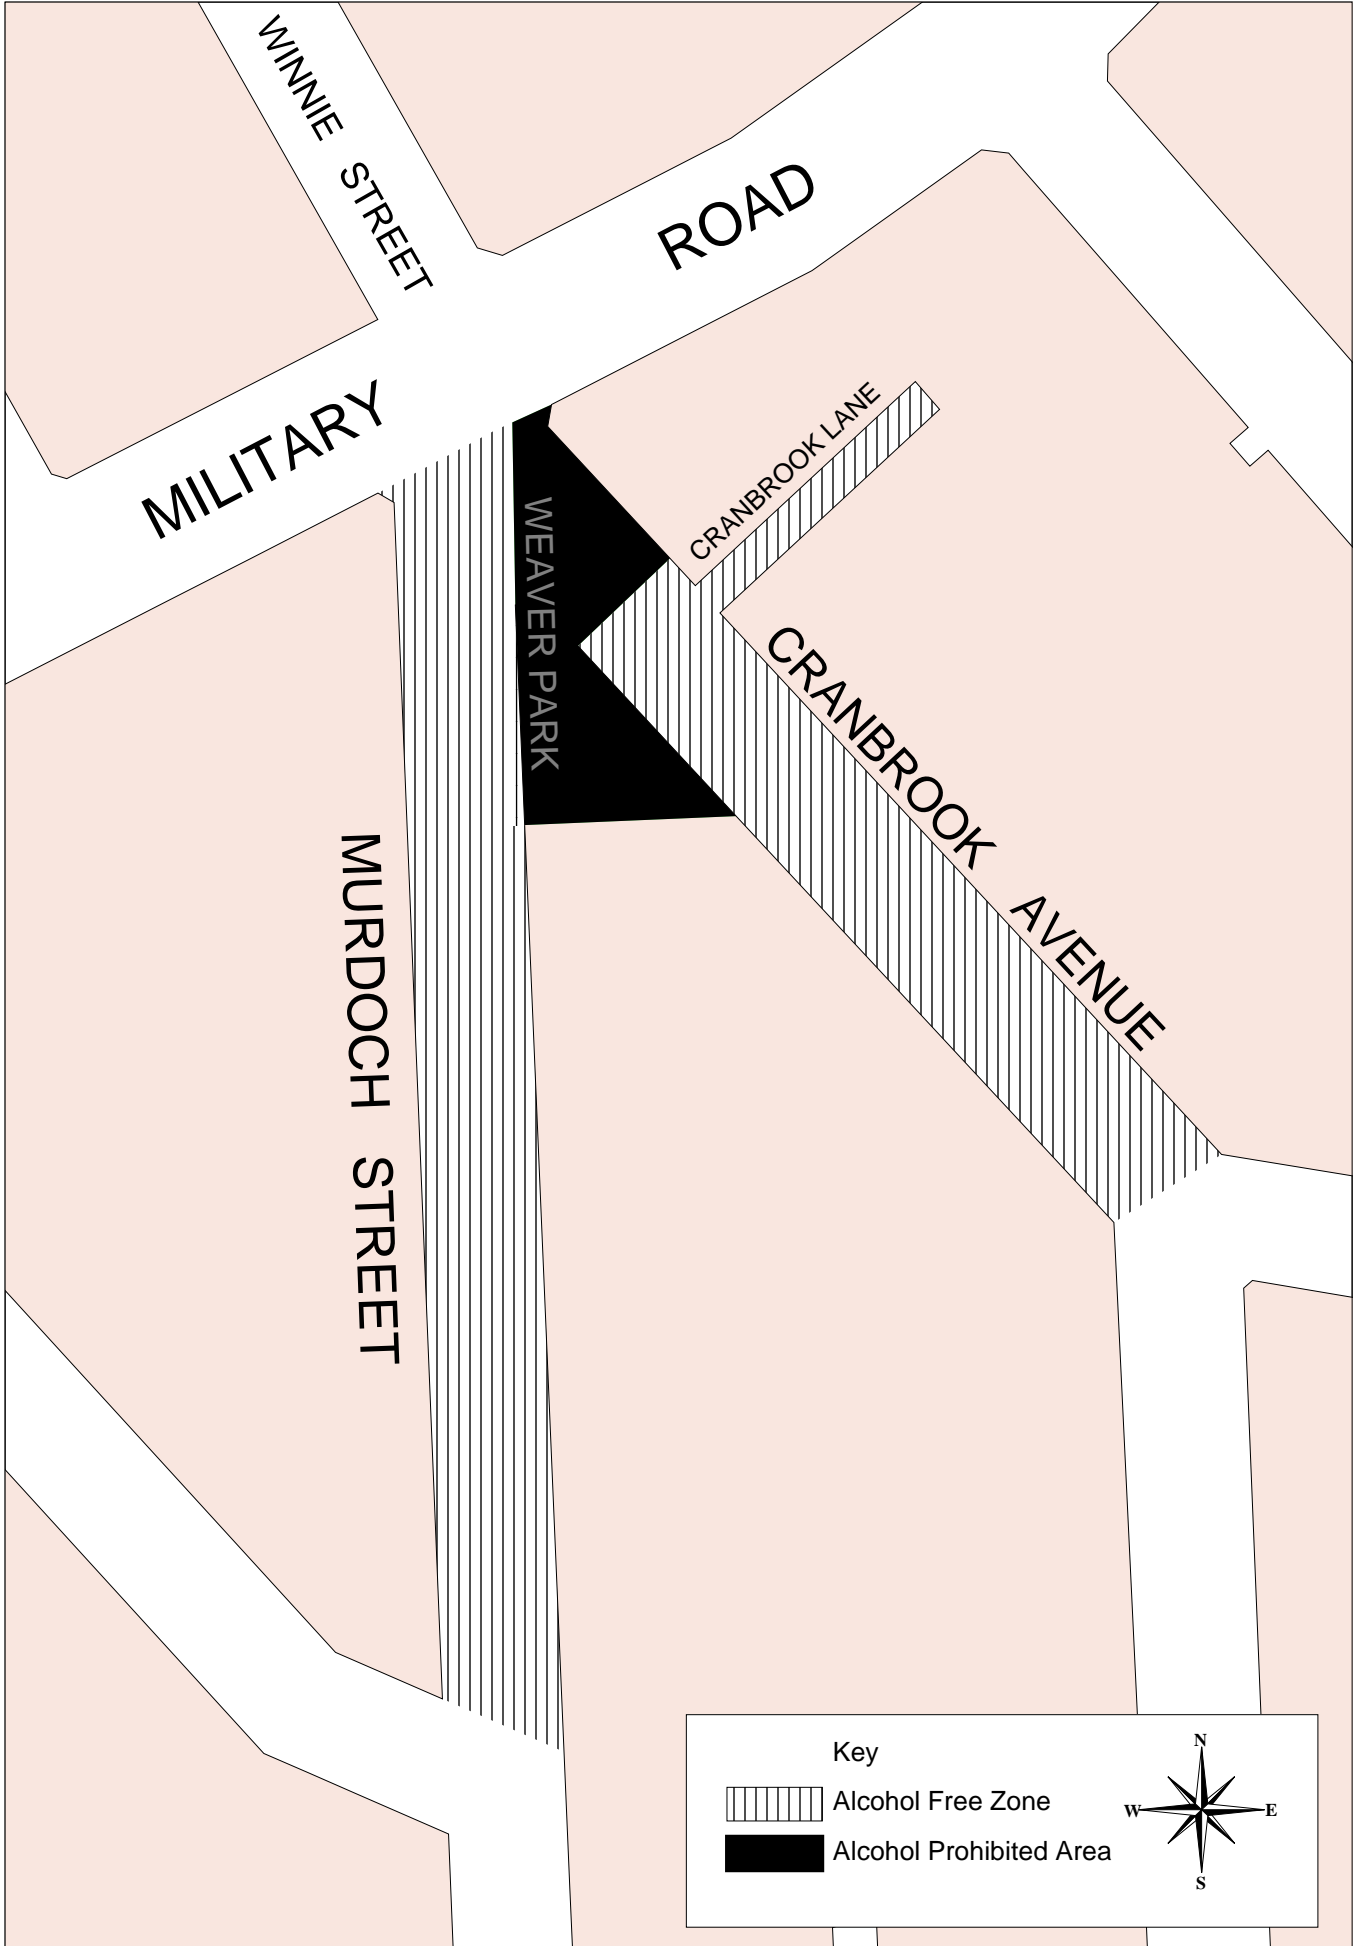 WINNIE STREET
MILITARY ROAD
CRANBROOK LANE
WEAVER PARK
CRANBROOK AVENUE
MURDOCH STREET
Key
Alcohol Free Zone
Alcohol Prohibited Area
N
W
E
S